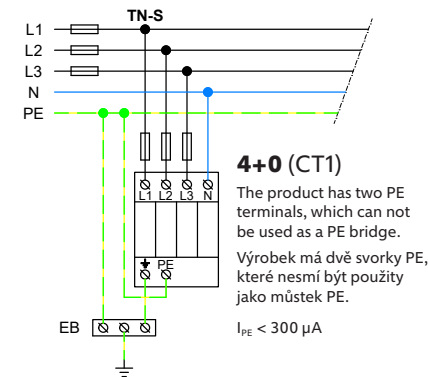 TN-S
L1
L2
L3
N
PE
L1 L2 L3 N
PE
EB
4+0 (CT1)
The product has two PE
terminals, which can not
be used as a PE bridge.
Výrobek má dvě svorky PE,
které nesmí být použity
jako můstek PE.
I_PE < 300 µA